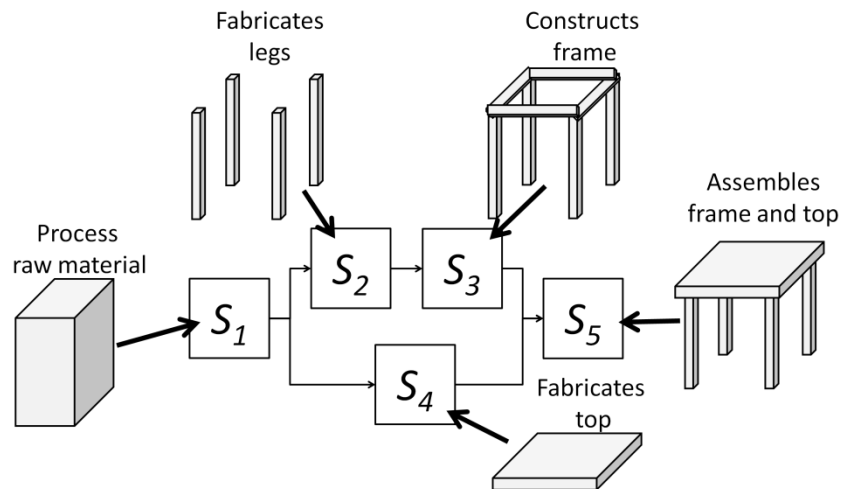 Fabricates
legs
Constructs
frame
Assembles
frame and top
Process
raw material
S1
S2
S3
S4
S5
Fabricates
top